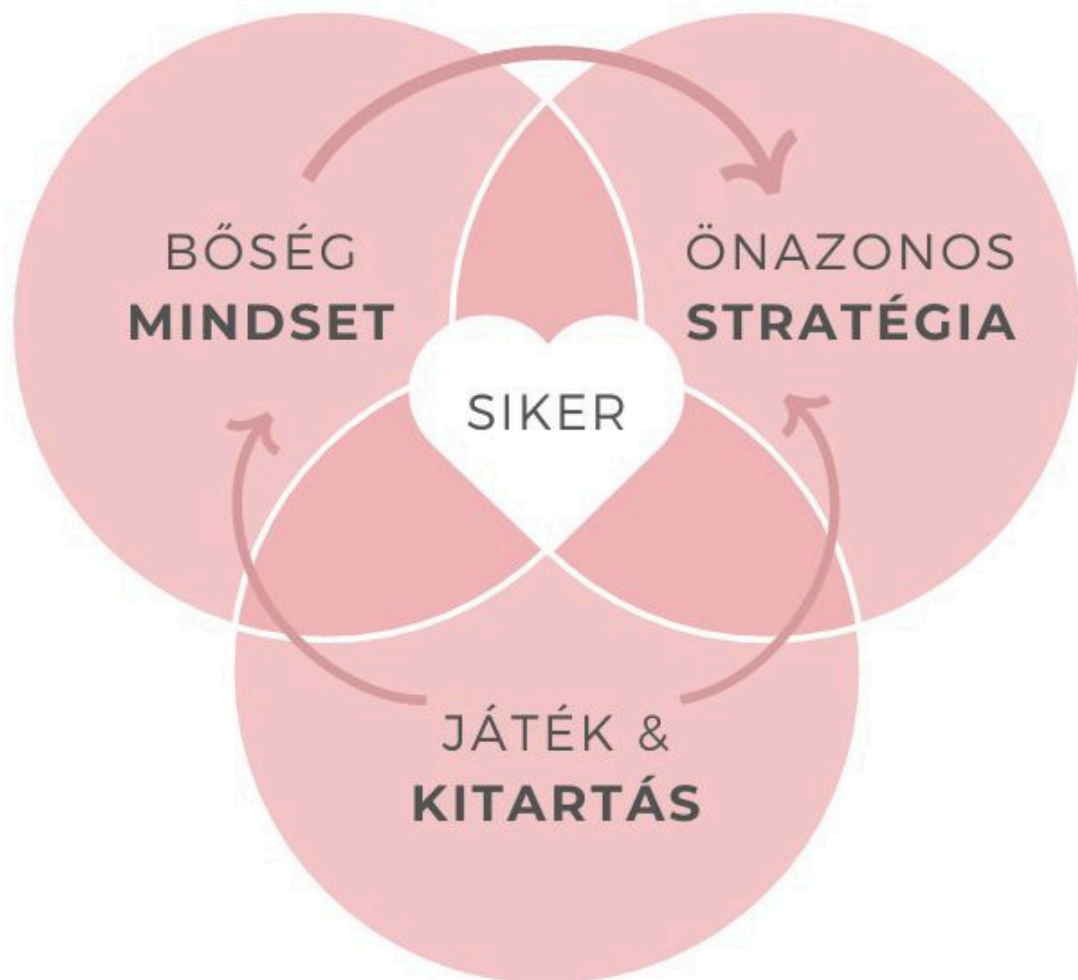 BŐSÉG
MINDSET
ÖNAZONOS
STRATÉGIA
SIKER
JÁTÉK &
KITARTÁS